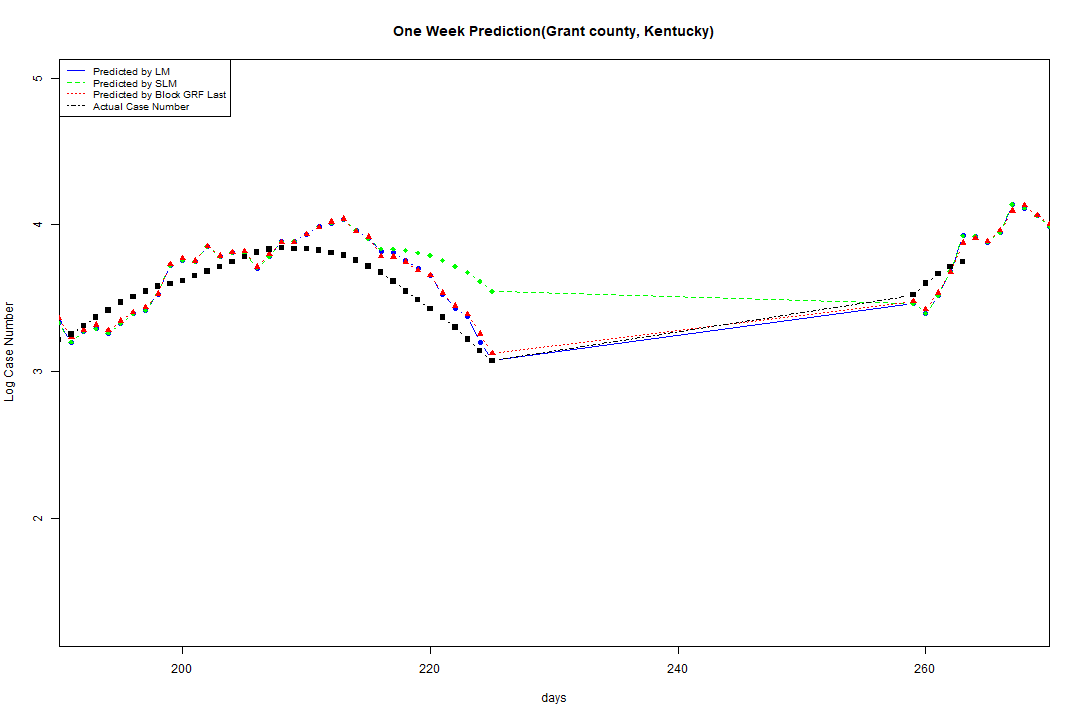 One Week Prediction(Grant county, Kentucky)
Predicted by LM
Predicted by SLM
Predicted by Block GRF Last
Actual Case Number
5
4
3
2
Log Case Number
200 220 240 260
days